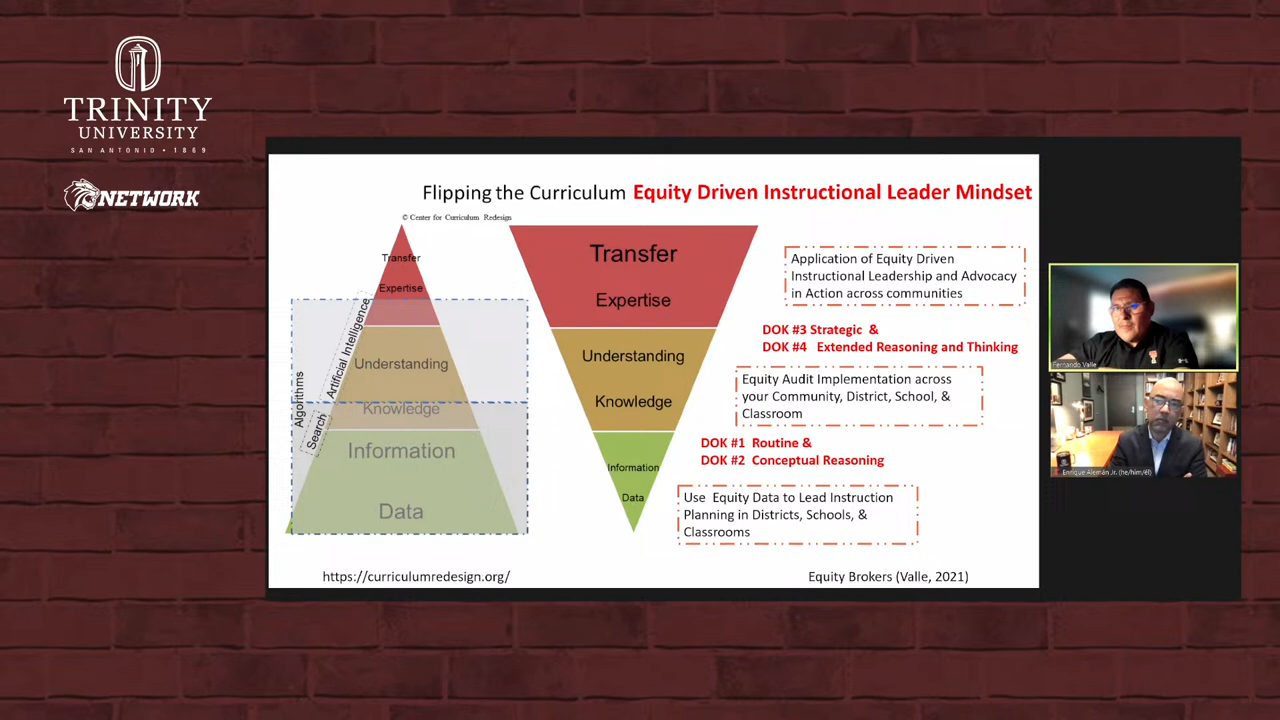 TRINITY
UNIVERSITY
SAN ANTONIO • 1869
NETWORK
Flipping the Curriculum Equity Driven Instructional Leader Mindset
© Center for Curriculum Redesign
Transfer
Expertise
Understanding
Knowledge
Information
Data
Algorithms
Artificial Intelligence
Search
Transfer
Expertise
Understanding
Knowledge
Information
Data
Application of Equity Driven
Instructional Leadership and Advocacy
in Action across communities
DOK #3 Strategic &
DOK #4 Extended Reasoning and Thinking
Equity Audit Implementation across
your Community, District, School, &
Classroom
DOK #1 Routine &
DOK #2 Conceptual Reasoning
Use Equity Data to Lead Instruction
Planning in Districts, Schools, &
Classrooms
https://curriculumredesign.org/
Equity Brokers (Valle, 2021)
Fernando Valle
Enrique Alemán Jr. (he/him/él)